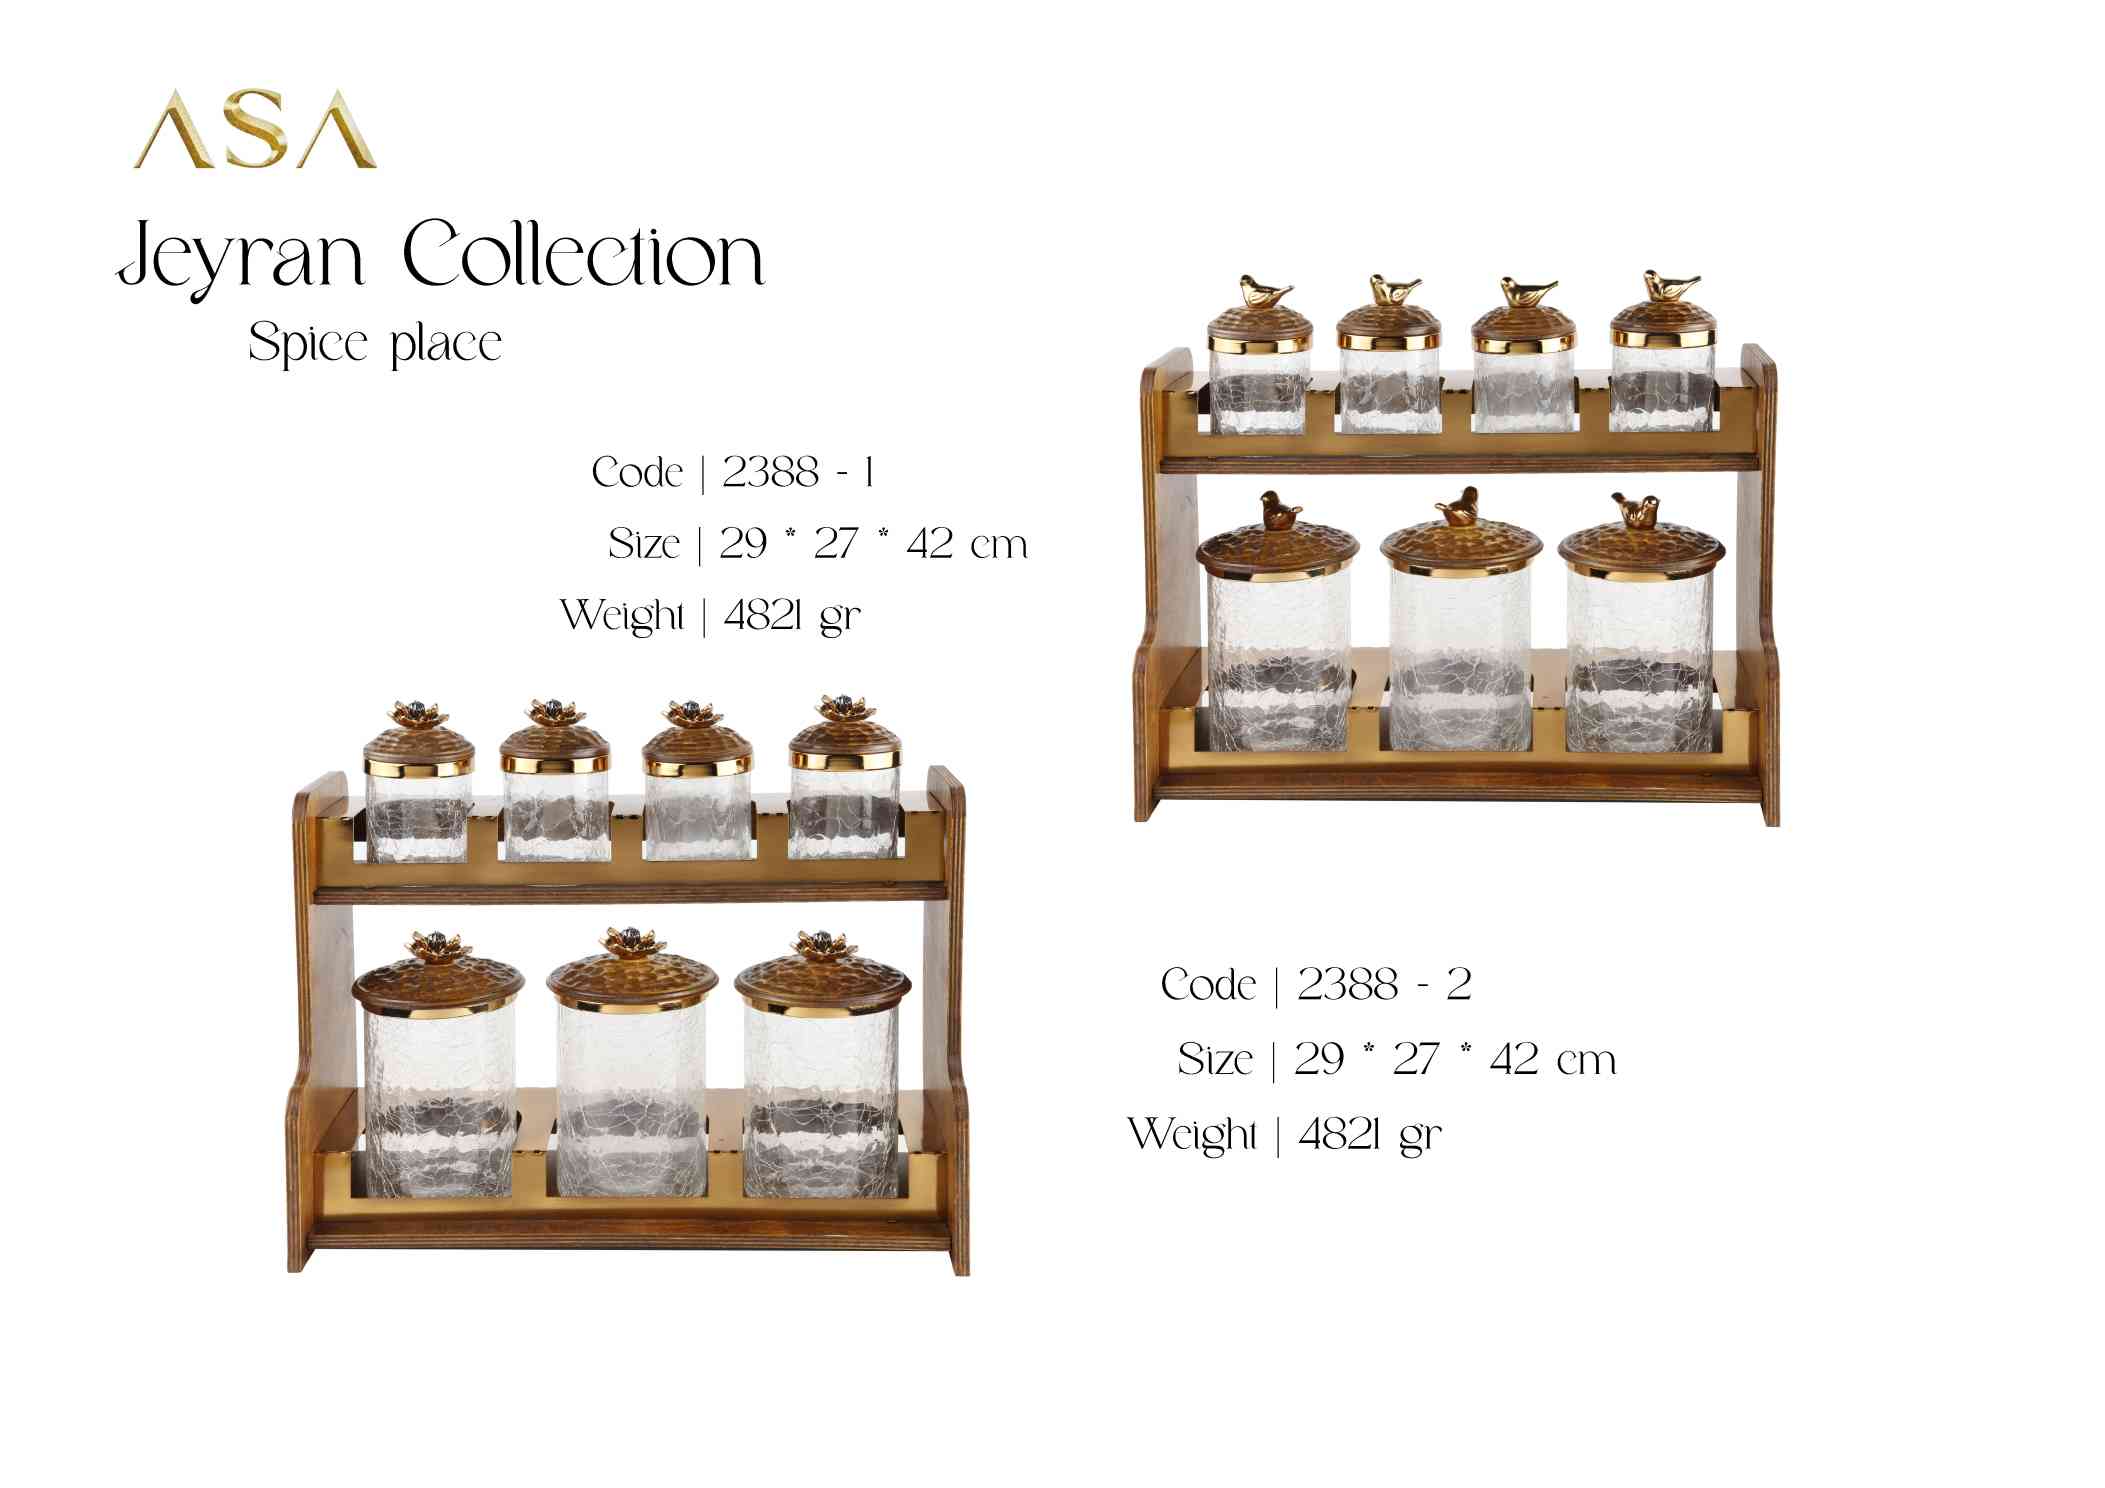 ASA
Jeyran Collection
Spice place
Code | 2388 - 1
Size | 29 * 27 * 42 cm
Weight | 4821 gr
Code | 2388 - 2
Size | 29 * 27 * 42 cm
Weight | 4821 gr